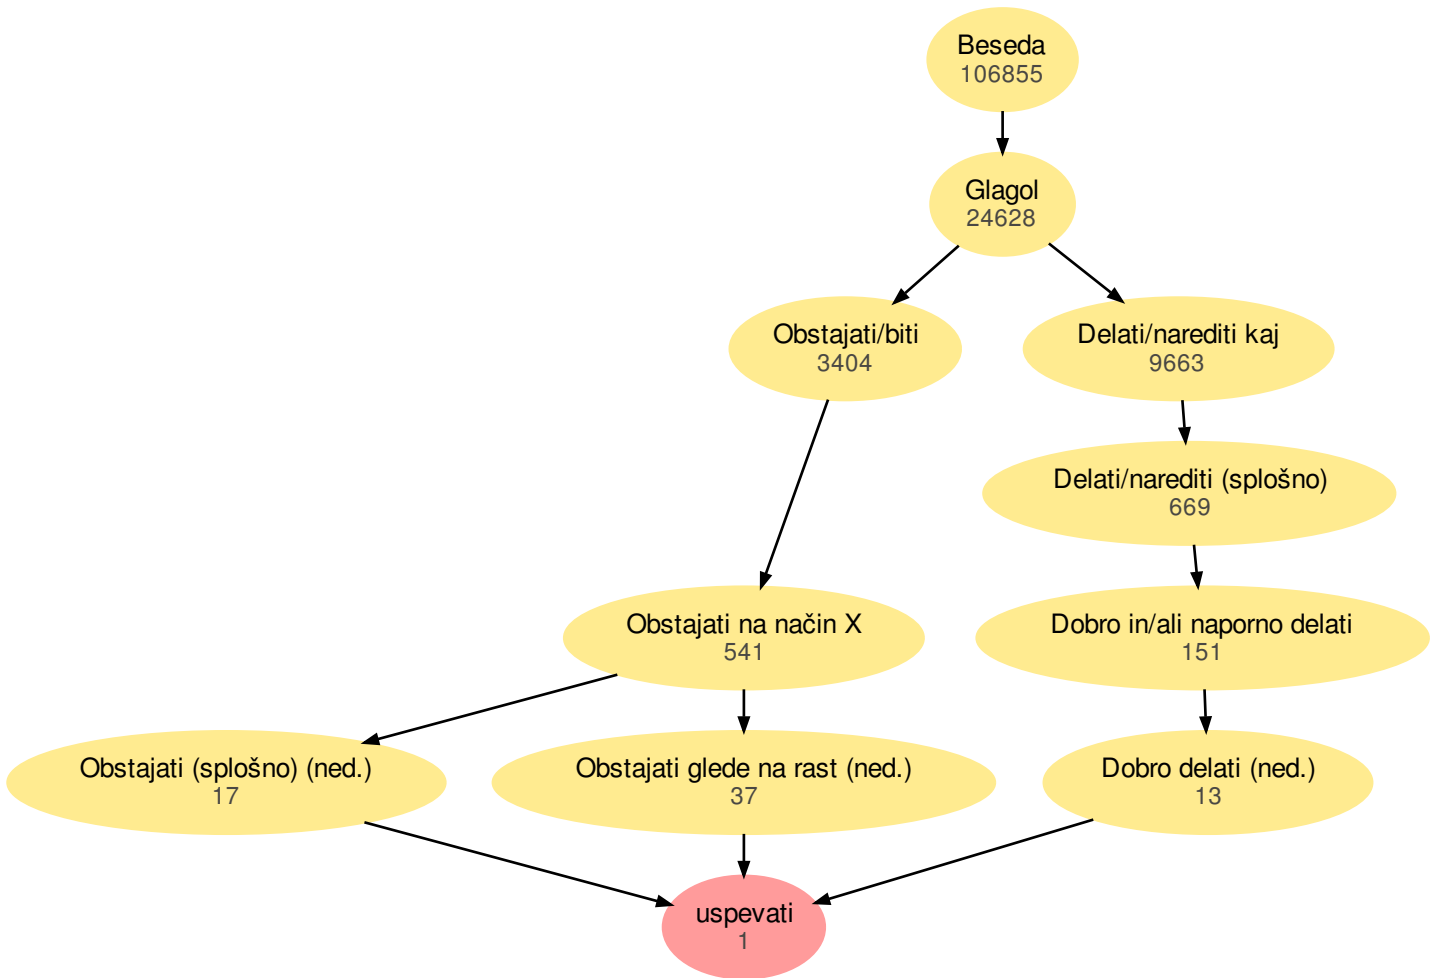 Beseda
106855
Glagol
24628
Obstajati/biti
3404
Delati/narediti kaj
9663
Delati/narediti (splošno)
669
Obstajati na način X
541
Dobro in/ali naporno delati
151
Obstajati (splošno) (ned.)
17
Obstajati glede na rast (ned.)
37
Dobro delati (ned.)
13
uspevati
1